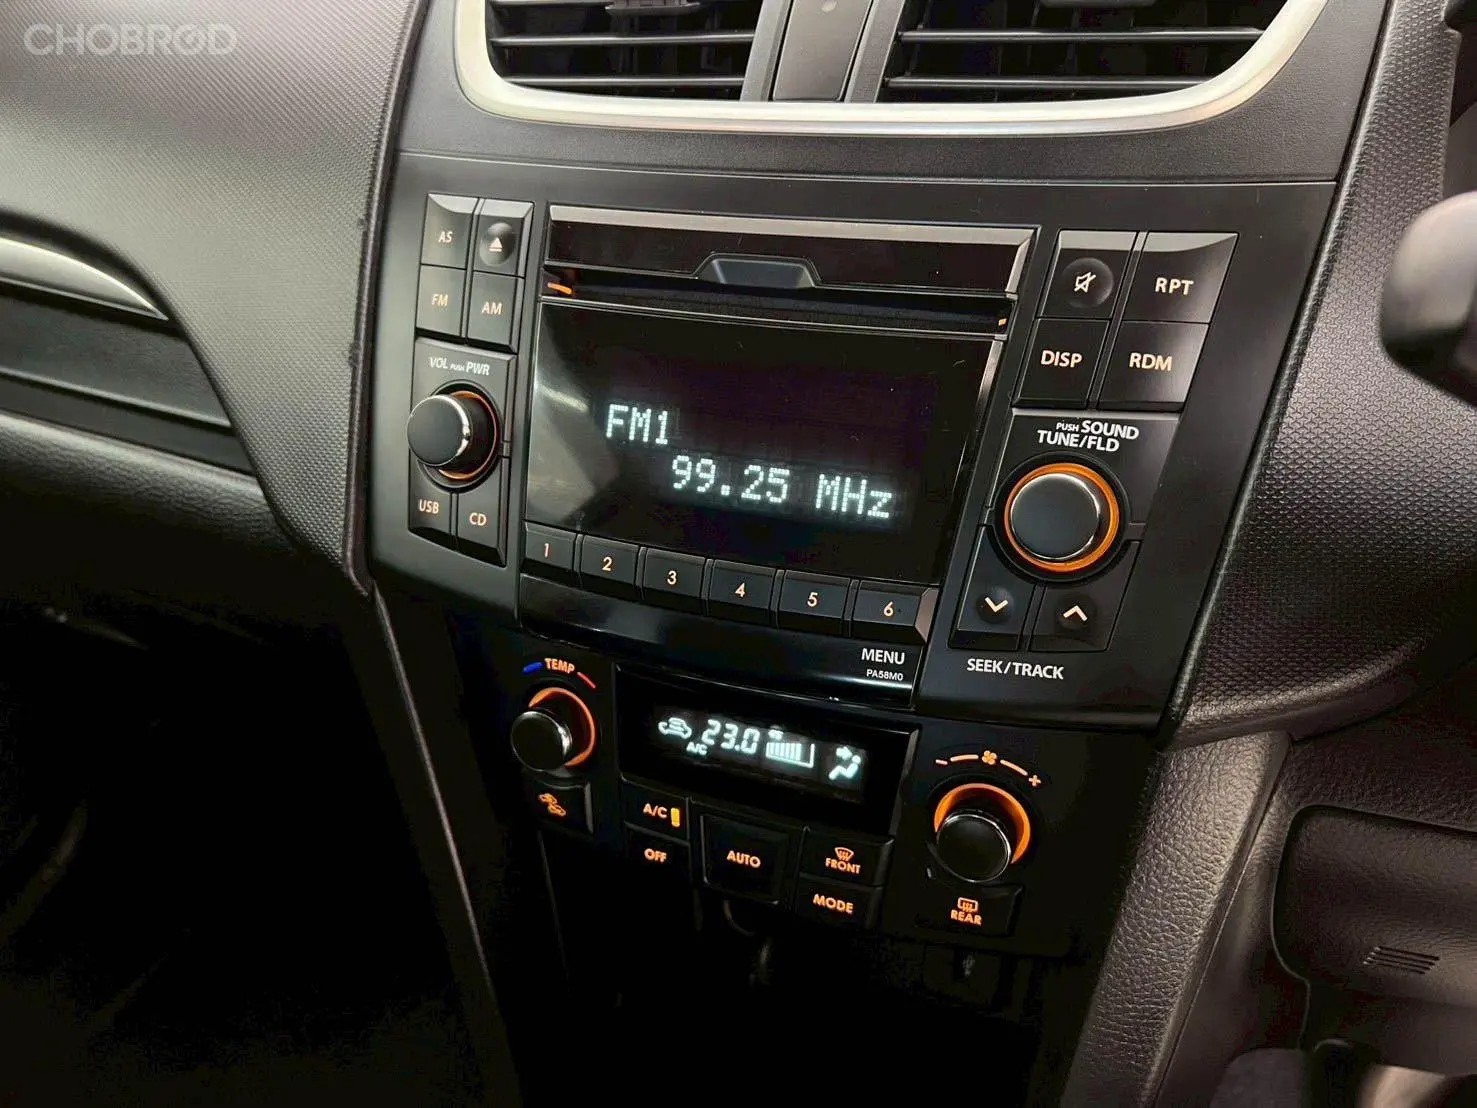 CHOBROD
AS
FM AM
VOL PUSH PWR
USB CD
FM1
99.25 MHz
1 2 3 4 5 6
MENU
PA58M0
RPT
DISP RDM
PUSH SOUND
TUNE/FLD
SEEK/TRACK
TEMP
A/C 23.0
- +
A/C
OFF AUTO FRONT
MODE REAR